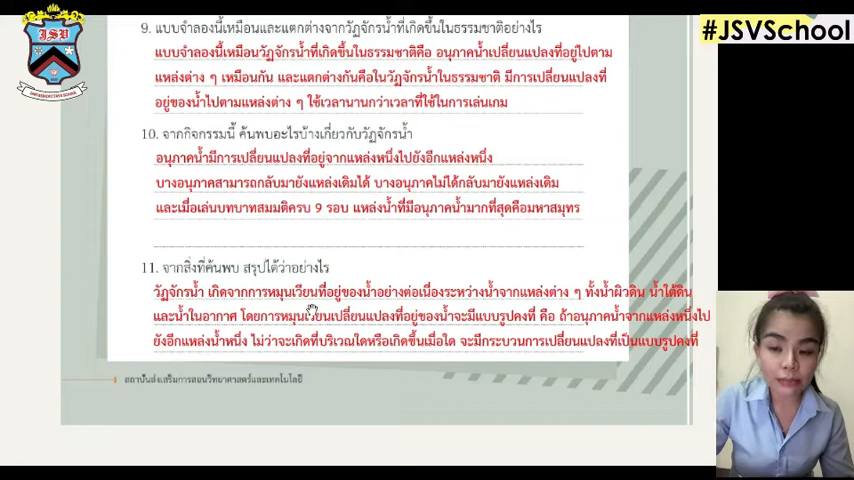 #JSVSchool
JSV
9. แบบจำลองนี้เหมือนและแตกต่างจากวัฏจักรน้ำที่เกิดขึ้นในธรรมชาติอย่างไร
แบบจำลองนี้เหมือนวัฏจักรน้ำที่เกิดขึ้นในธรรมชาติคือ อนุภาคน้ำเปลี่ยนแปลงที่อยู่ไปตาม
แหล่งต่าง ๆ เหมือนกัน และแตกต่างกันคือในวัฏจักรน้ำในธรรมชาติ มีการเปลี่ยนแปลงที่
อยู่ของน้ำไปตามแหล่งต่าง ๆ ใช้เวลานานกว่าเวลาที่ใช้ในการเล่นเกม
10. จากกิจกรรมนี้ ค้นพบอะไรบ้างเกี่ยวกับวัฏจักรน้ำ
อนุภาคน้ำมีการเปลี่ยนแปลงที่อยู่จากแหล่งหนึ่งไปยังอีกแหล่งหนึ่ง
บางอนุภาคสามารถกลับมายังแหล่งเดิมได้ บางอนุภาคไม่ได้กลับมายังแหล่งเดิม
และเมื่อเล่นบทบาทสมมติครบ 9 รอบ แหล่งน้ำที่มีอนุภาคน้ำมากที่สุดคือมหาสมุทร
11. จากสิ่งที่ค้นพบ สรุปได้ว่าอย่างไร
วัฏจักรน้ำ เกิดจากการหมุนเวียนที่อยู่ของน้ำอย่างต่อเนื่องระหว่างน้ำจากแหล่งต่าง ๆ ทั้งน้ำผิวดิน น้ำใต้ดิน
และน้ำในอากาศ โดยการหมุนเวียนเปลี่ยนแปลงที่อยู่ของน้ำจะมีแบบรูปคงที่ คือ ถ้าอนุภาคน้ำจากแหล่งหนึ่งไป
ยังอีกแหล่งน้ำหนึ่ง ไม่ว่าจะเกิดที่บริเวณใดหรือเกิดขึ้นเมื่อใด จะมีกระบวนการเปลี่ยนแปลงที่เป็นแบบรูปคงที่
สถาบันส่งเสริมการสอนวิทยาศาสตร์และเทคโนโลยี